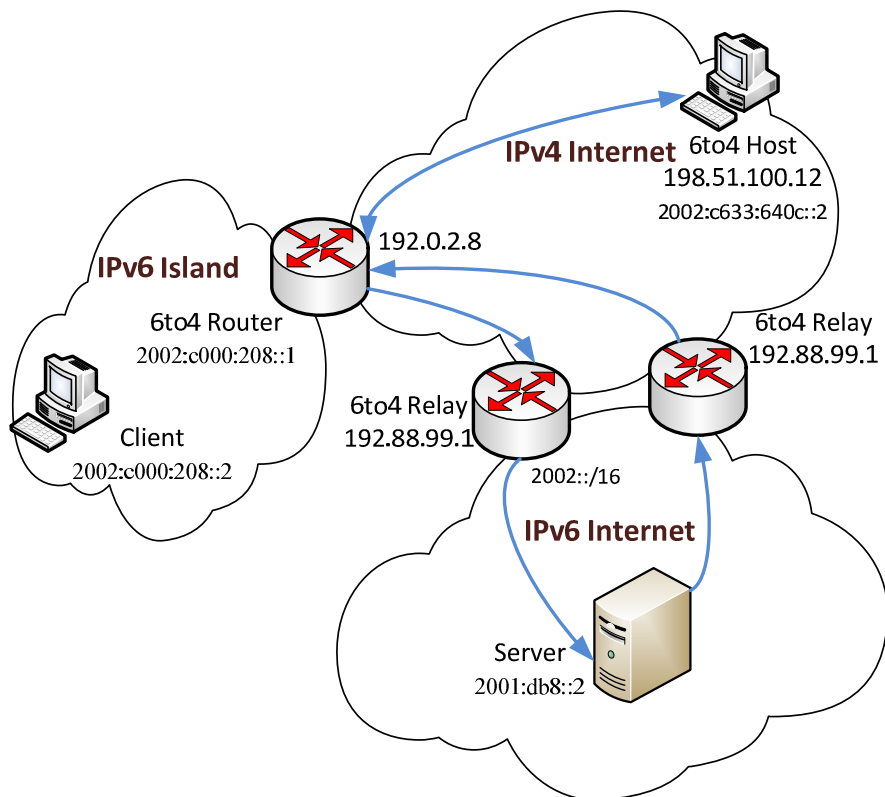 IPv4 Internet
6to4 Host
198.51.100.12
2002:c633:640c::2
192.0.2.8
IPv6 Island
6to4 Router
2002:c000:208::1
Client
2002:c000:208::2
6to4 Relay
192.88.99.1
6to4 Relay
192.88.99.1
2002::/16
IPv6 Internet
Server
2001:db8::2